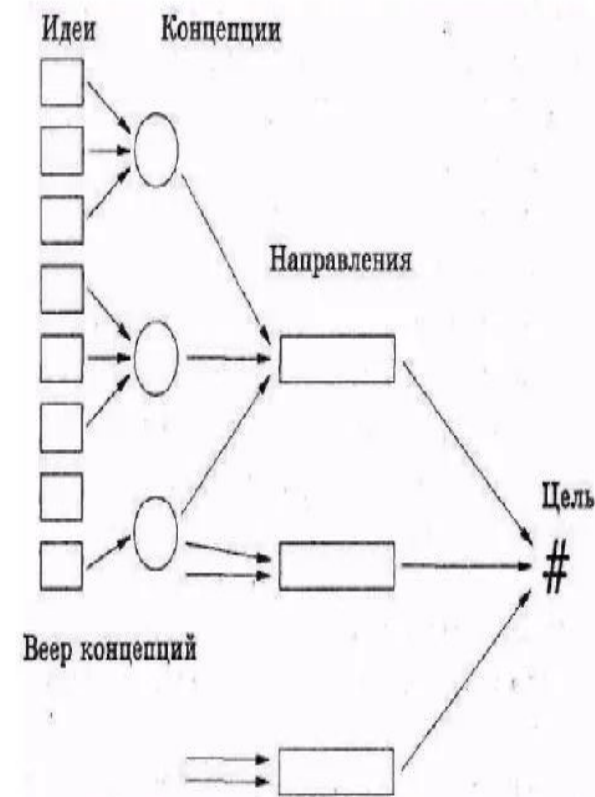 Идеи
Концепции
Направления
Цель
#
Веер концепций